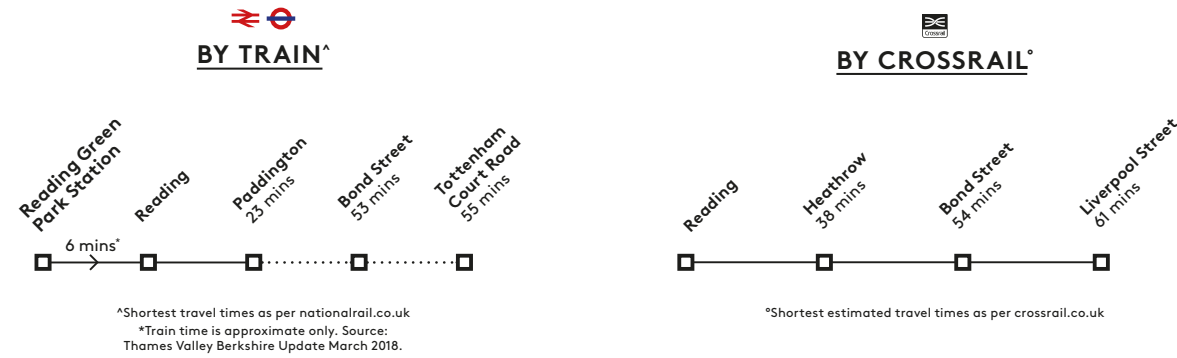 BY TRAIN^
Reading Green
Park Station
Reading
Paddington
23 mins
Bond Street
53 mins
Tottenham
Court Road
55 mins
6 mins*
^Shortest travel times as per nationalrail.co.uk
*Train time is approximate only. Source:
Thames Valley Berkshire Update March 2018.
Crossrail
BY CROSSRAIL°
Reading
Heathrow
38 mins
Bond Street
54 mins
Liverpool Street
61 mins
°Shortest estimated travel times as per crossrail.co.uk